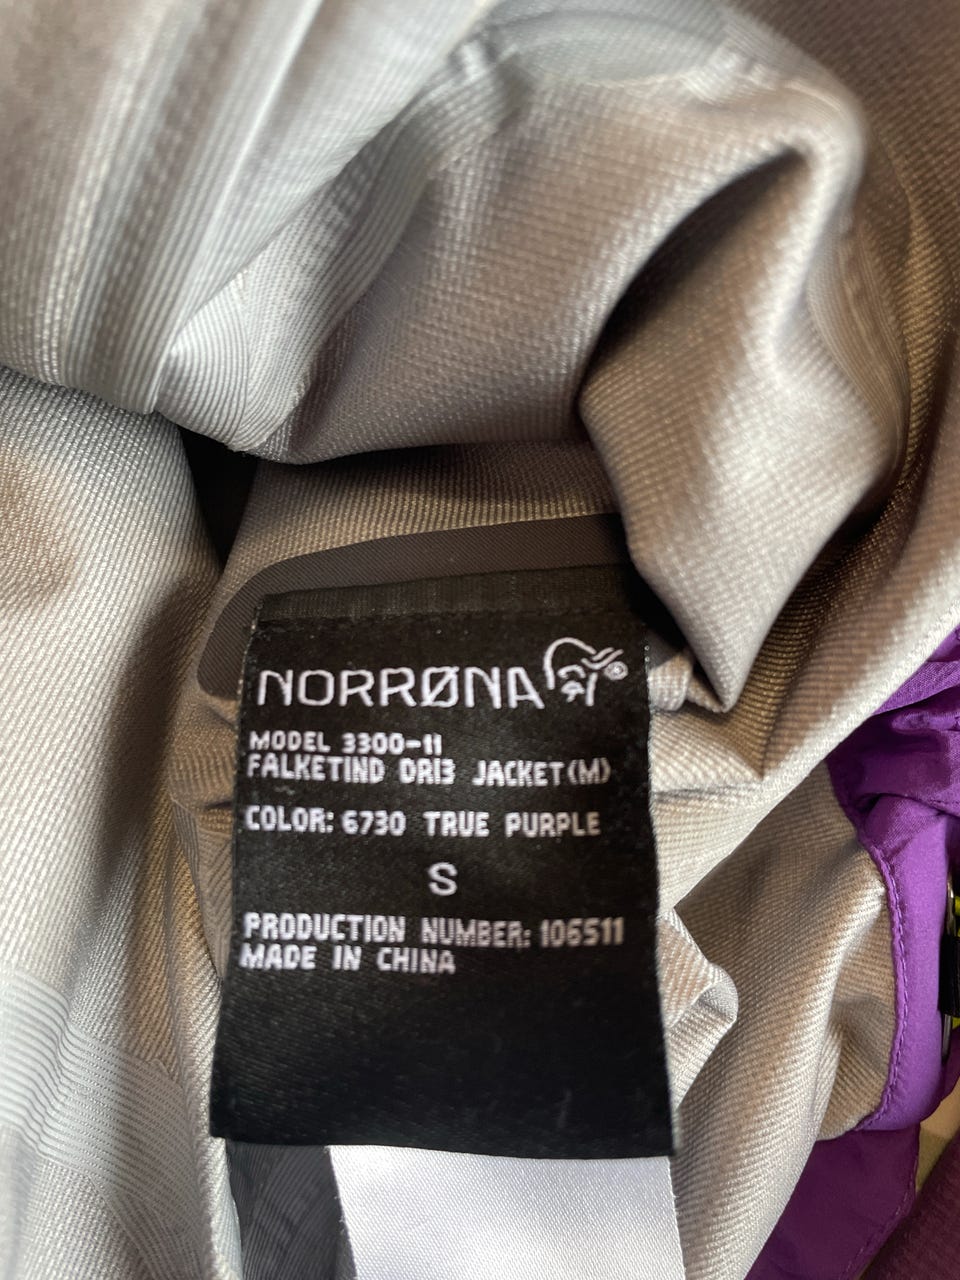 NORRØNA®
MODEL 3300-11
FALKETIND DRI3 JACKET(M)
COLOR: 6730 TRUE PURPLE
S
PRODUCTION NUMBER: 106511
MADE IN CHINA